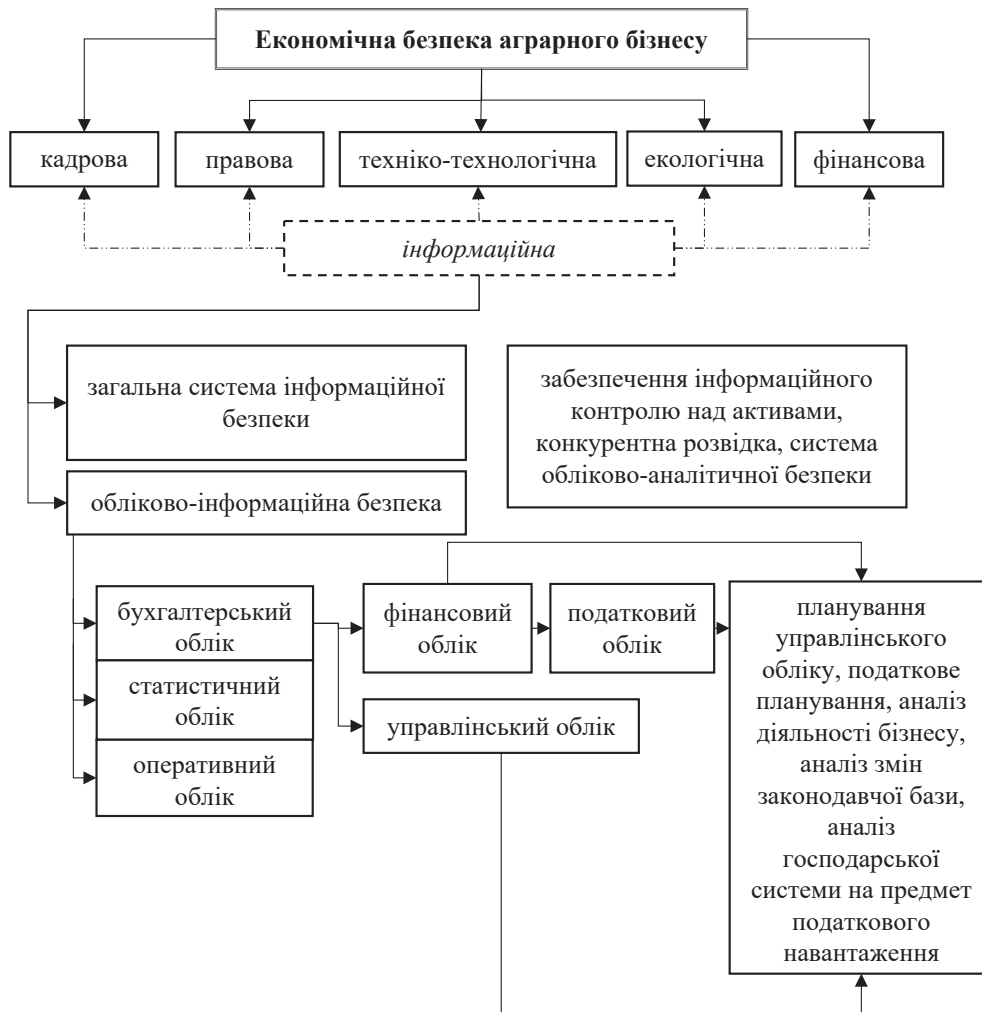 Економічна безпека аграрного бізнесу
кадрова
правова
техніко-технологічна
екологічна
фінансова
інформаційна
загальна система інформаційної
безпеки
забезпечення інформаційного
контролю над активами,
конкурентна розвідка, система
обліково-аналітичної безпеки
обліково-інформаційна безпека
бухгалтерський
облік
статистичний
облік
оперативний
облік
фінансовий
облік
податковий
облік
управлінський облік
планування
управлінського
обліку, податкове
планування, аналіз
діяльності бізнесу,
аналіз змін
законодавчої бази,
аналіз
господарської
системи на предмет
податкового
навантаження